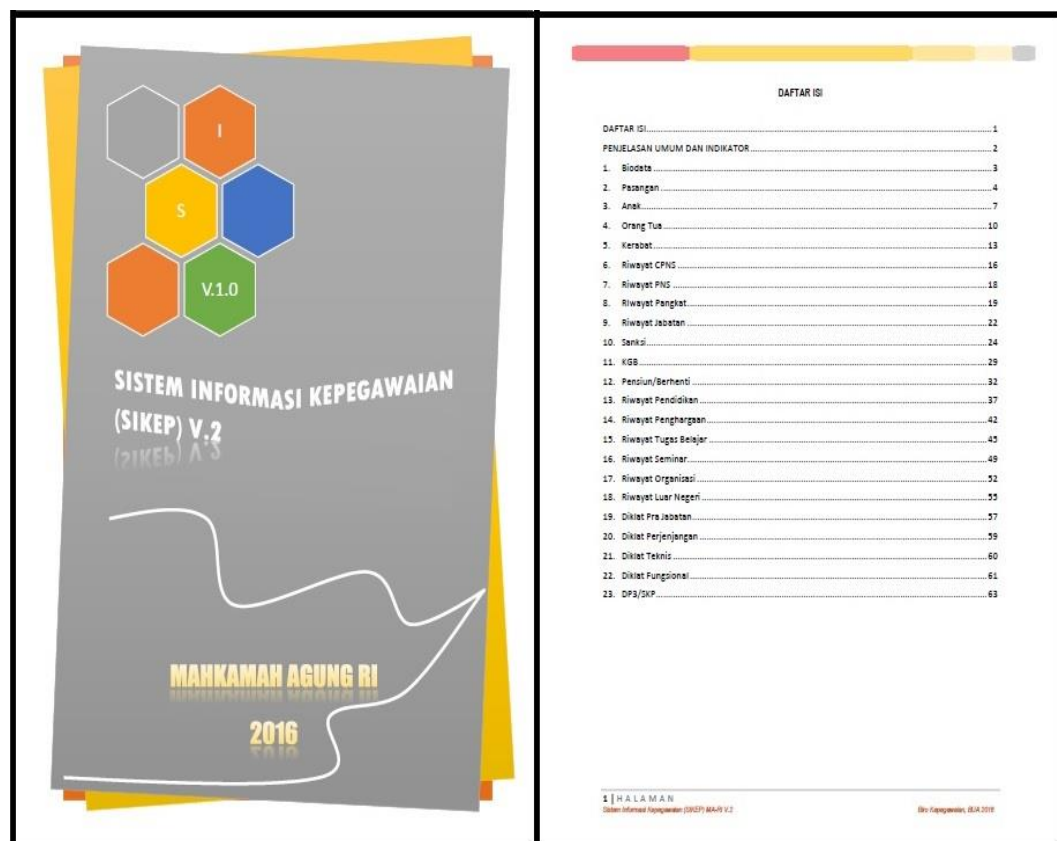 I
S
V.1.0
SISTEM INFORMASI KEPEGAWAIAN
(SIKEP) V.2
MAHKAMAH AGUNG RI
2016
DAFTAR ISI
DAFTAR ISI 1
PENJELASAN UMUM DAN INDIKATOR 2
1. Biodata 3
2. Pasangan 4
3. Anak 7
4. Orang Tua 10
5. Kerabat 13
6. Riwayat CPNS 16
7. Riwayat PNS 18
8. Riwayat Pangkat 19
9. Riwayat Jabatan 22
10. Sanksi 24
11. KGB 29
12. Pensiun/Berhenti 32
13. Riwayat Pendidikan 37
14. Riwayat Penghargaan 42
15. Riwayat Tugas Belajar 45
16. Riwayat Seminar 49
17. Riwayat Organisasi 52
18. Riwayat Luar Negeri 55
19. Diklat Pra Jabatan 57
20. Diklat Perjenjangan 59
21. Diklat Teknis 60
22. Diklat Fungsional 61
23. DP3/SKP 63
1 | H A L A M A N
Sistem Informasi Kepegawaian (SIKEP) MA-RI V.2
Biro Kepegawaian, BUA 2016